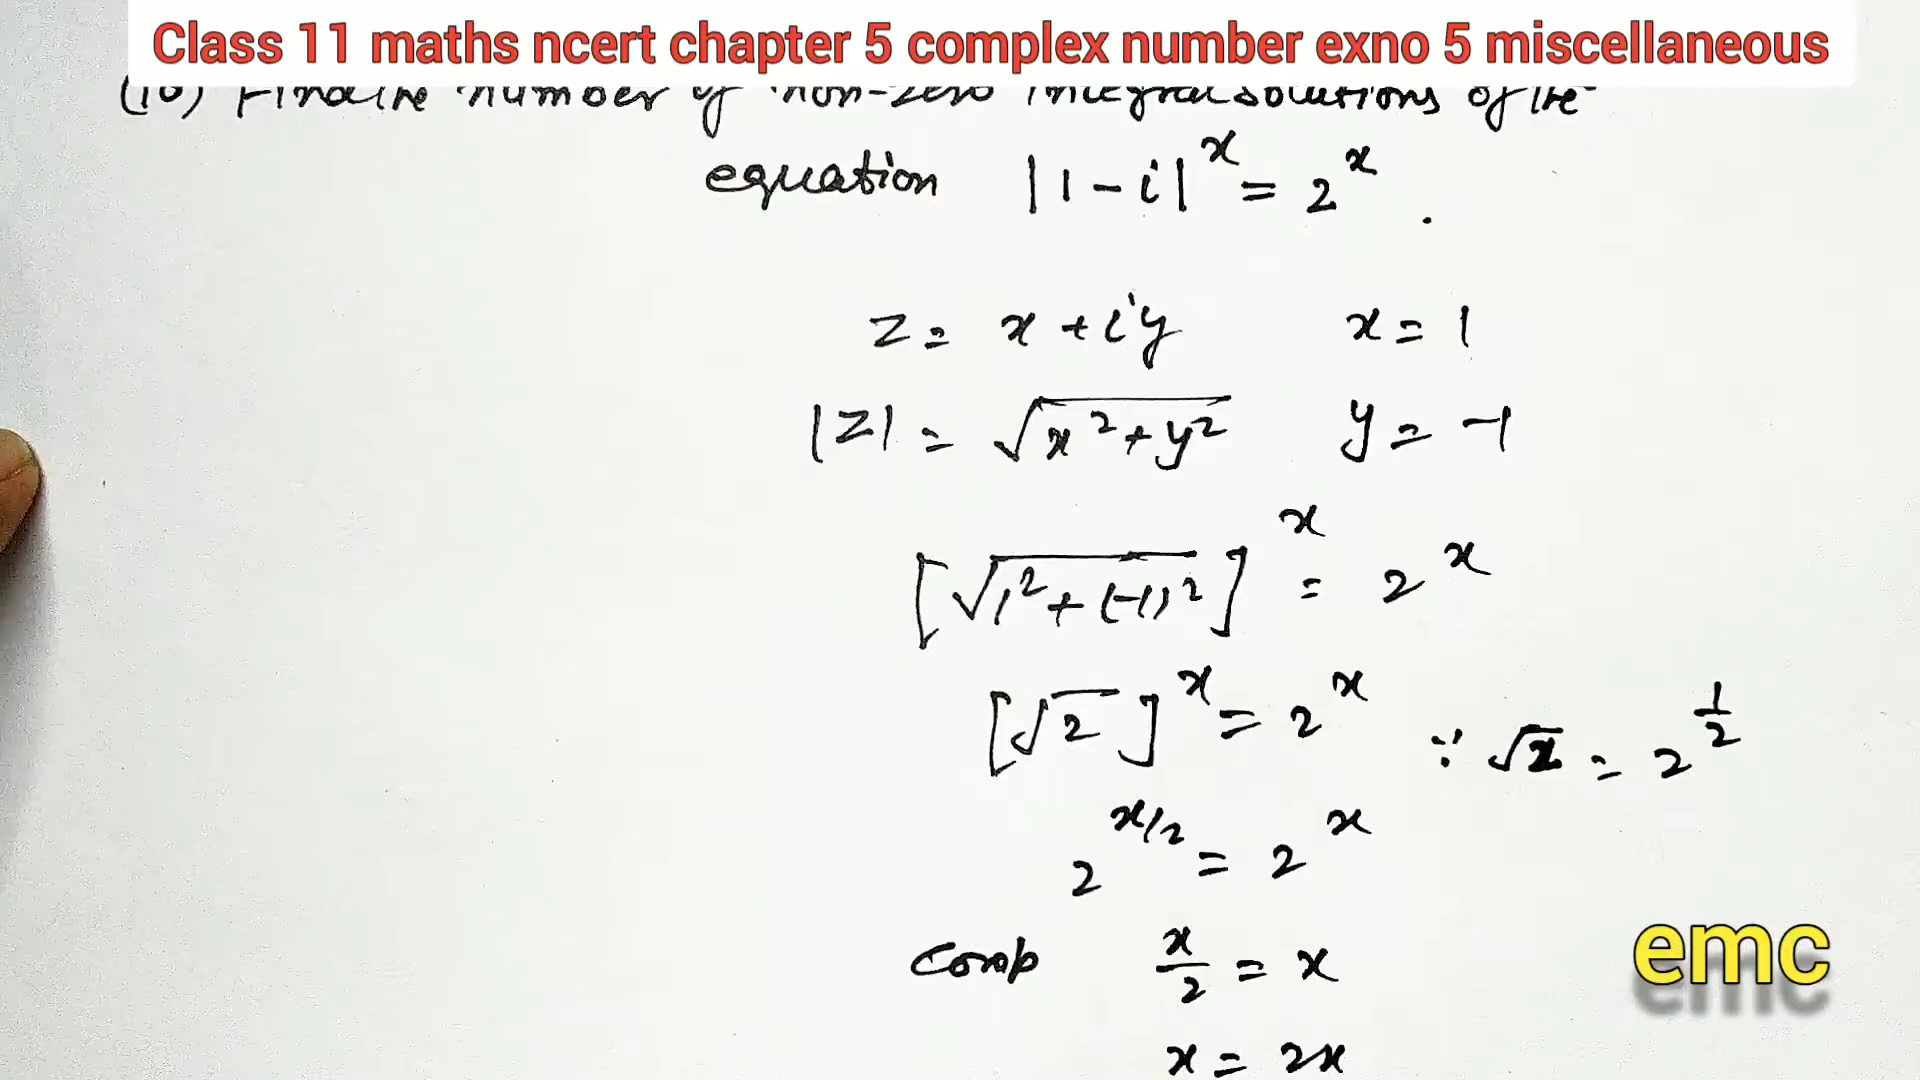 Class 11 maths ncert chapter 5 complex number exno 5 miscellaneous
(10) Find the number of non-zero integral solutions of the
equation |1-i|^x = 2^x.
z = x + iy    x = 1
|z| = √(x²+y²)    y = -1
[√(1²+(-1)²)]^x = 2^x
[√2]^x = 2^x    ∵ √2 = 2^(1/2)
2^(x/2) = 2^x
Comp    x/2 = x
emc
x = 2x